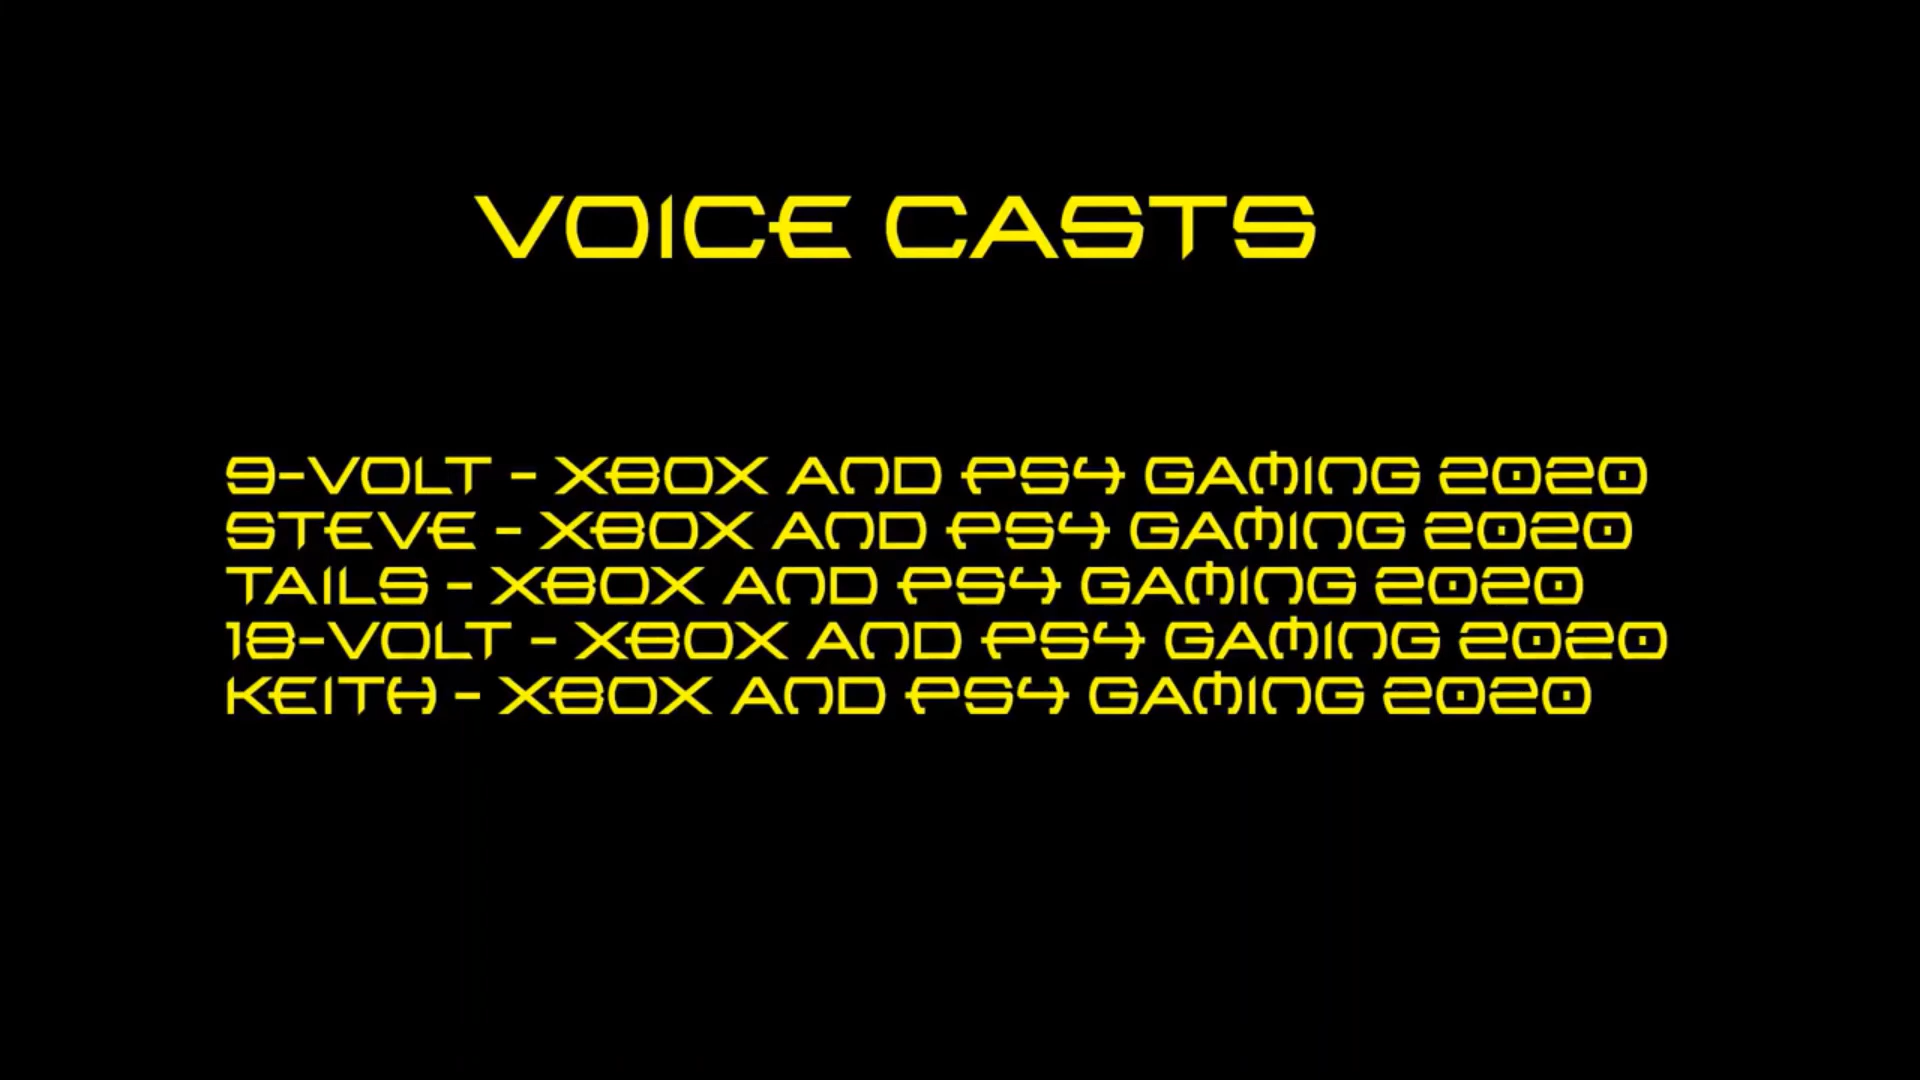 VOICE CASTS
9-VOLT - XBOX AND PS4 GAMING 2020
STEVE - XBOX AND PS4 GAMING 2020
TAILS - XBOX AND PS4 GAMING 2020
18-VOLT - XBOX AND PS4 GAMING 2020
KEITH - XBOX AND PS4 GAMING 2020